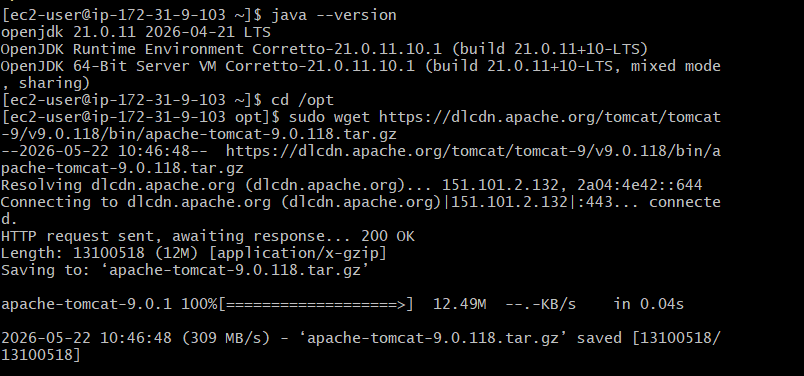 [ec2-user@ip-172-31-9-103 ~]$ java --version
openjdk 21.0.11 2026-04-21 LTS
OpenJDK Runtime Environment Corretto-21.0.11.10.1 (build 21.0.11+10-LTS)
OpenJDK 64-Bit Server VM Corretto-21.0.11.10.1 (build 21.0.11+10-LTS, mixed mode
, sharing)
[ec2-user@ip-172-31-9-103 ~]$ cd /opt
[ec2-user@ip-172-31-9-103 opt]$ sudo wget https://dlcdn.apache.org/tomcat/tomcat
-9/v9.0.118/bin/apache-tomcat-9.0.118.tar.gz
--2026-05-22 10:46:48--  https://dlcdn.apache.org/tomcat/tomcat-9/v9.0.118/bin/a
pache-tomcat-9.0.118.tar.gz
Resolving dlcdn.apache.org (dlcdn.apache.org)... 151.101.2.132, 2a04:4e42::644
Connecting to dlcdn.apache.org (dlcdn.apache.org)|151.101.2.132|:443... connecte
d.
HTTP request sent, awaiting response... 200 OK
Length: 13100518 (12M) [application/x-gzip]
Saving to: ‘apache-tomcat-9.0.118.tar.gz’
apache-tomcat-9.0.1 100%[===================>]  12.49M  --.-KB/s    in 0.04s
2026-05-22 10:46:48 (309 MB/s) - ‘apache-tomcat-9.0.118.tar.gz’ saved [13100518/
13100518]